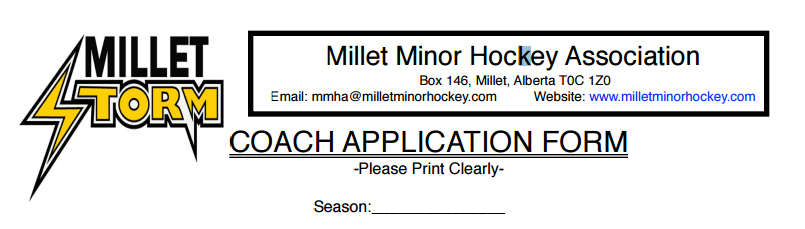 MILLET
STORM
Millet Minor Hockey Association
Box 146, Millet, Alberta T0C 1Z0
Email: mmha@milletminorhockey.com Website: www.milletminorhockey.com
COACH APPLICATION FORM
-Please Print Clearly-
Season:________________